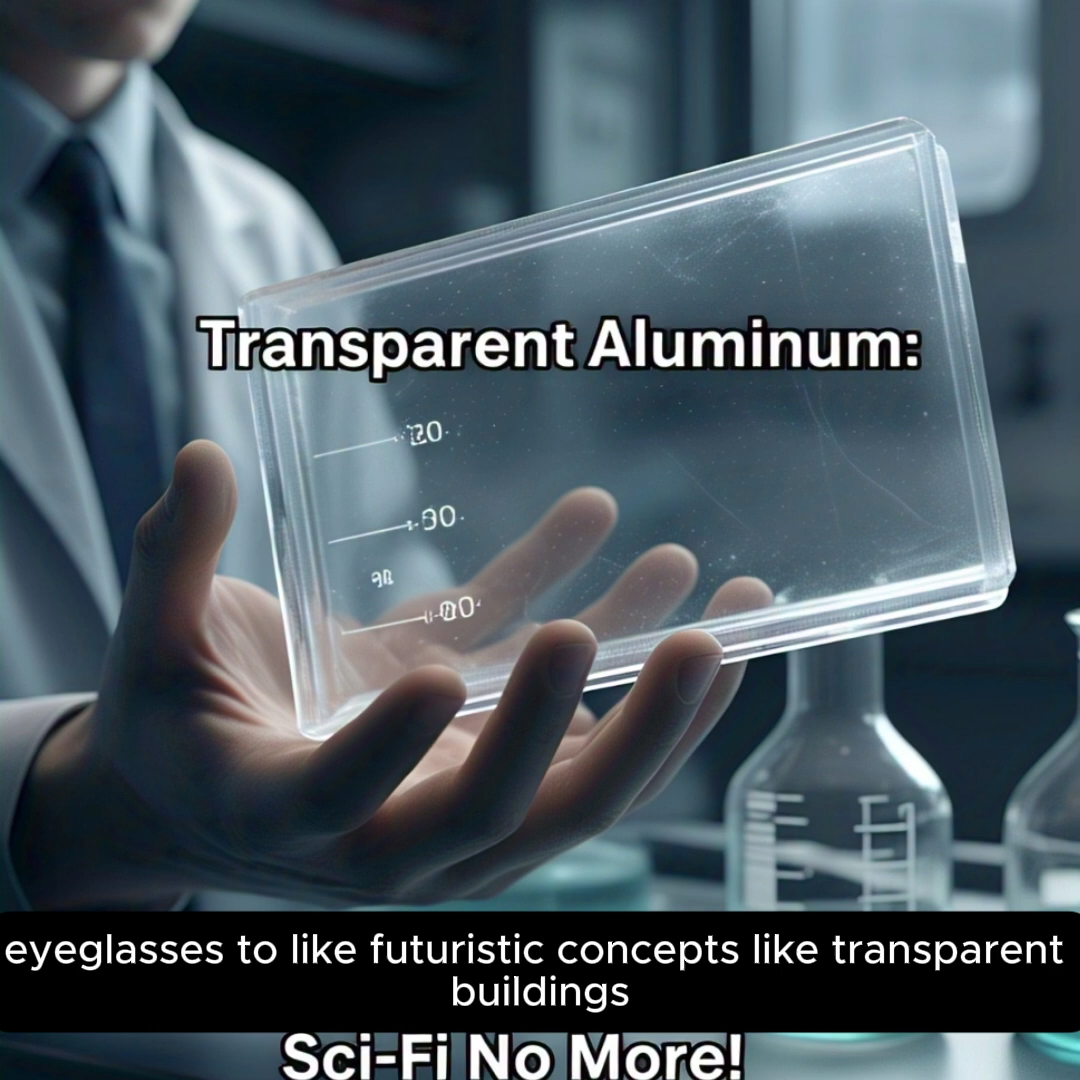 Transparent Aluminum:
eyeglasses to like futuristic concepts like transparent
buildings
Sci-Fi No More!